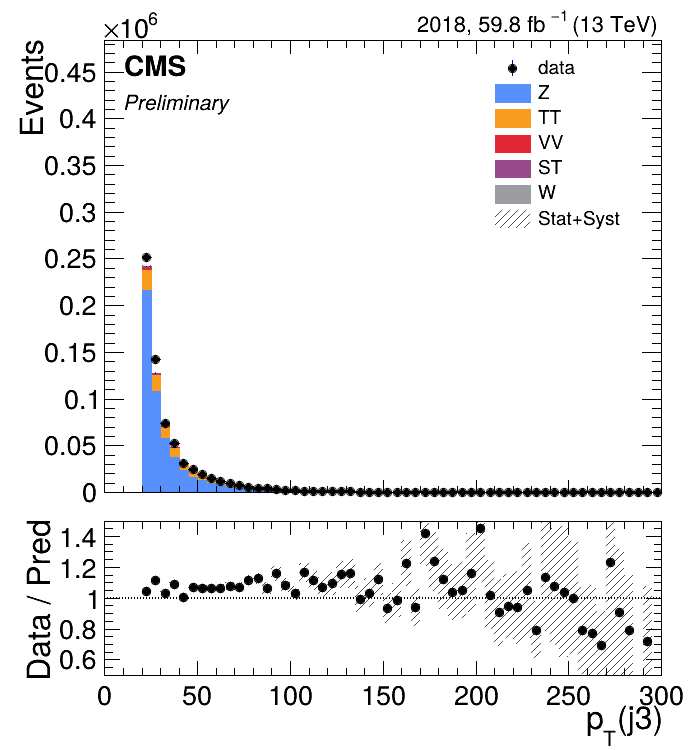 ×10⁶
2018, 59.8 fb⁻¹ (13 TeV)
CMS
Preliminary
Events
data
Z
TT
VV
ST
W
Stat+Syst
0.45
0.4
0.35
0.3
0.25
0.2
0.15
0.1
0.05
0
Data / Pred
1.4
1.2
1
0.8
0.6
0 50 100 150 200 250 300
p_T(j3)